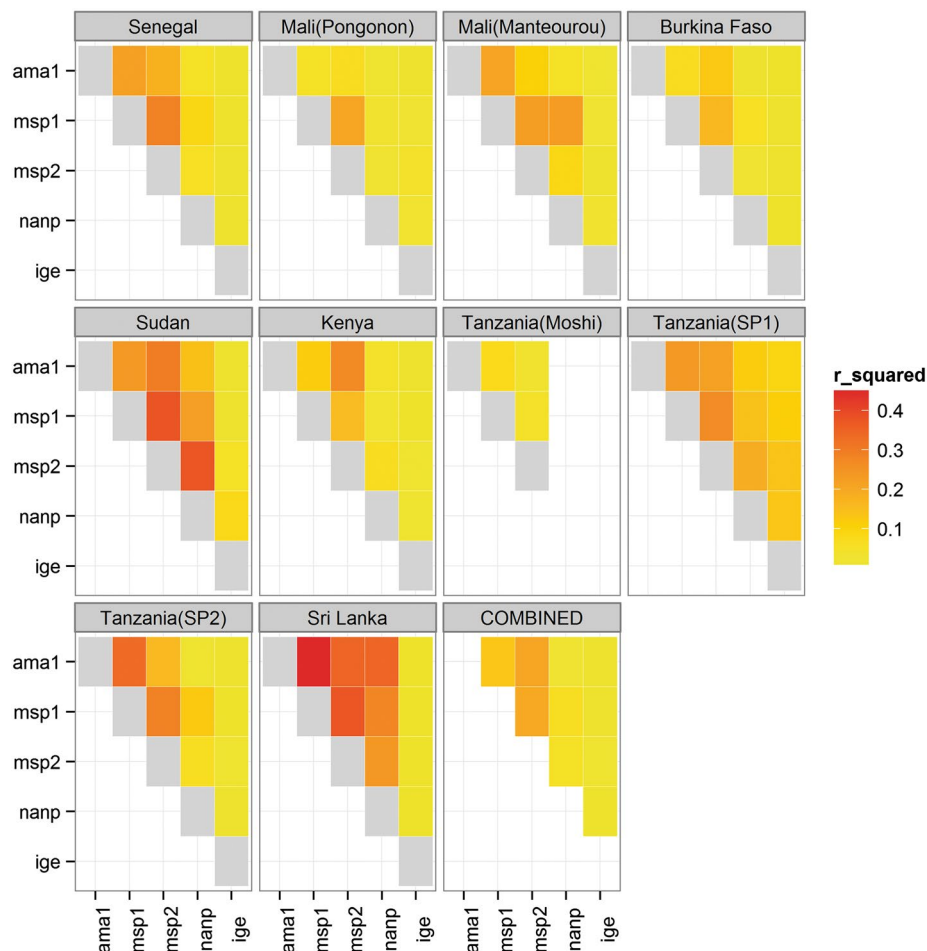 Senegal Mali(Pongonon) Mali(Manteourou) Burkina Faso
ama1
msp1
msp2
nanp
ige
Sudan Kenya Tanzania(Moshi) Tanzania(SP1)
ama1
msp1
msp2
nanp
ige
r_squared
0.4
0.3
0.2
0.1
Tanzania(SP2) Sri Lanka COMBINED
ama1
msp1
msp2
nanp
ige
ama1 msp1 msp2 nanp ige ama1 msp1 msp2 nanp ige ama1 msp1 msp2 nanp ige